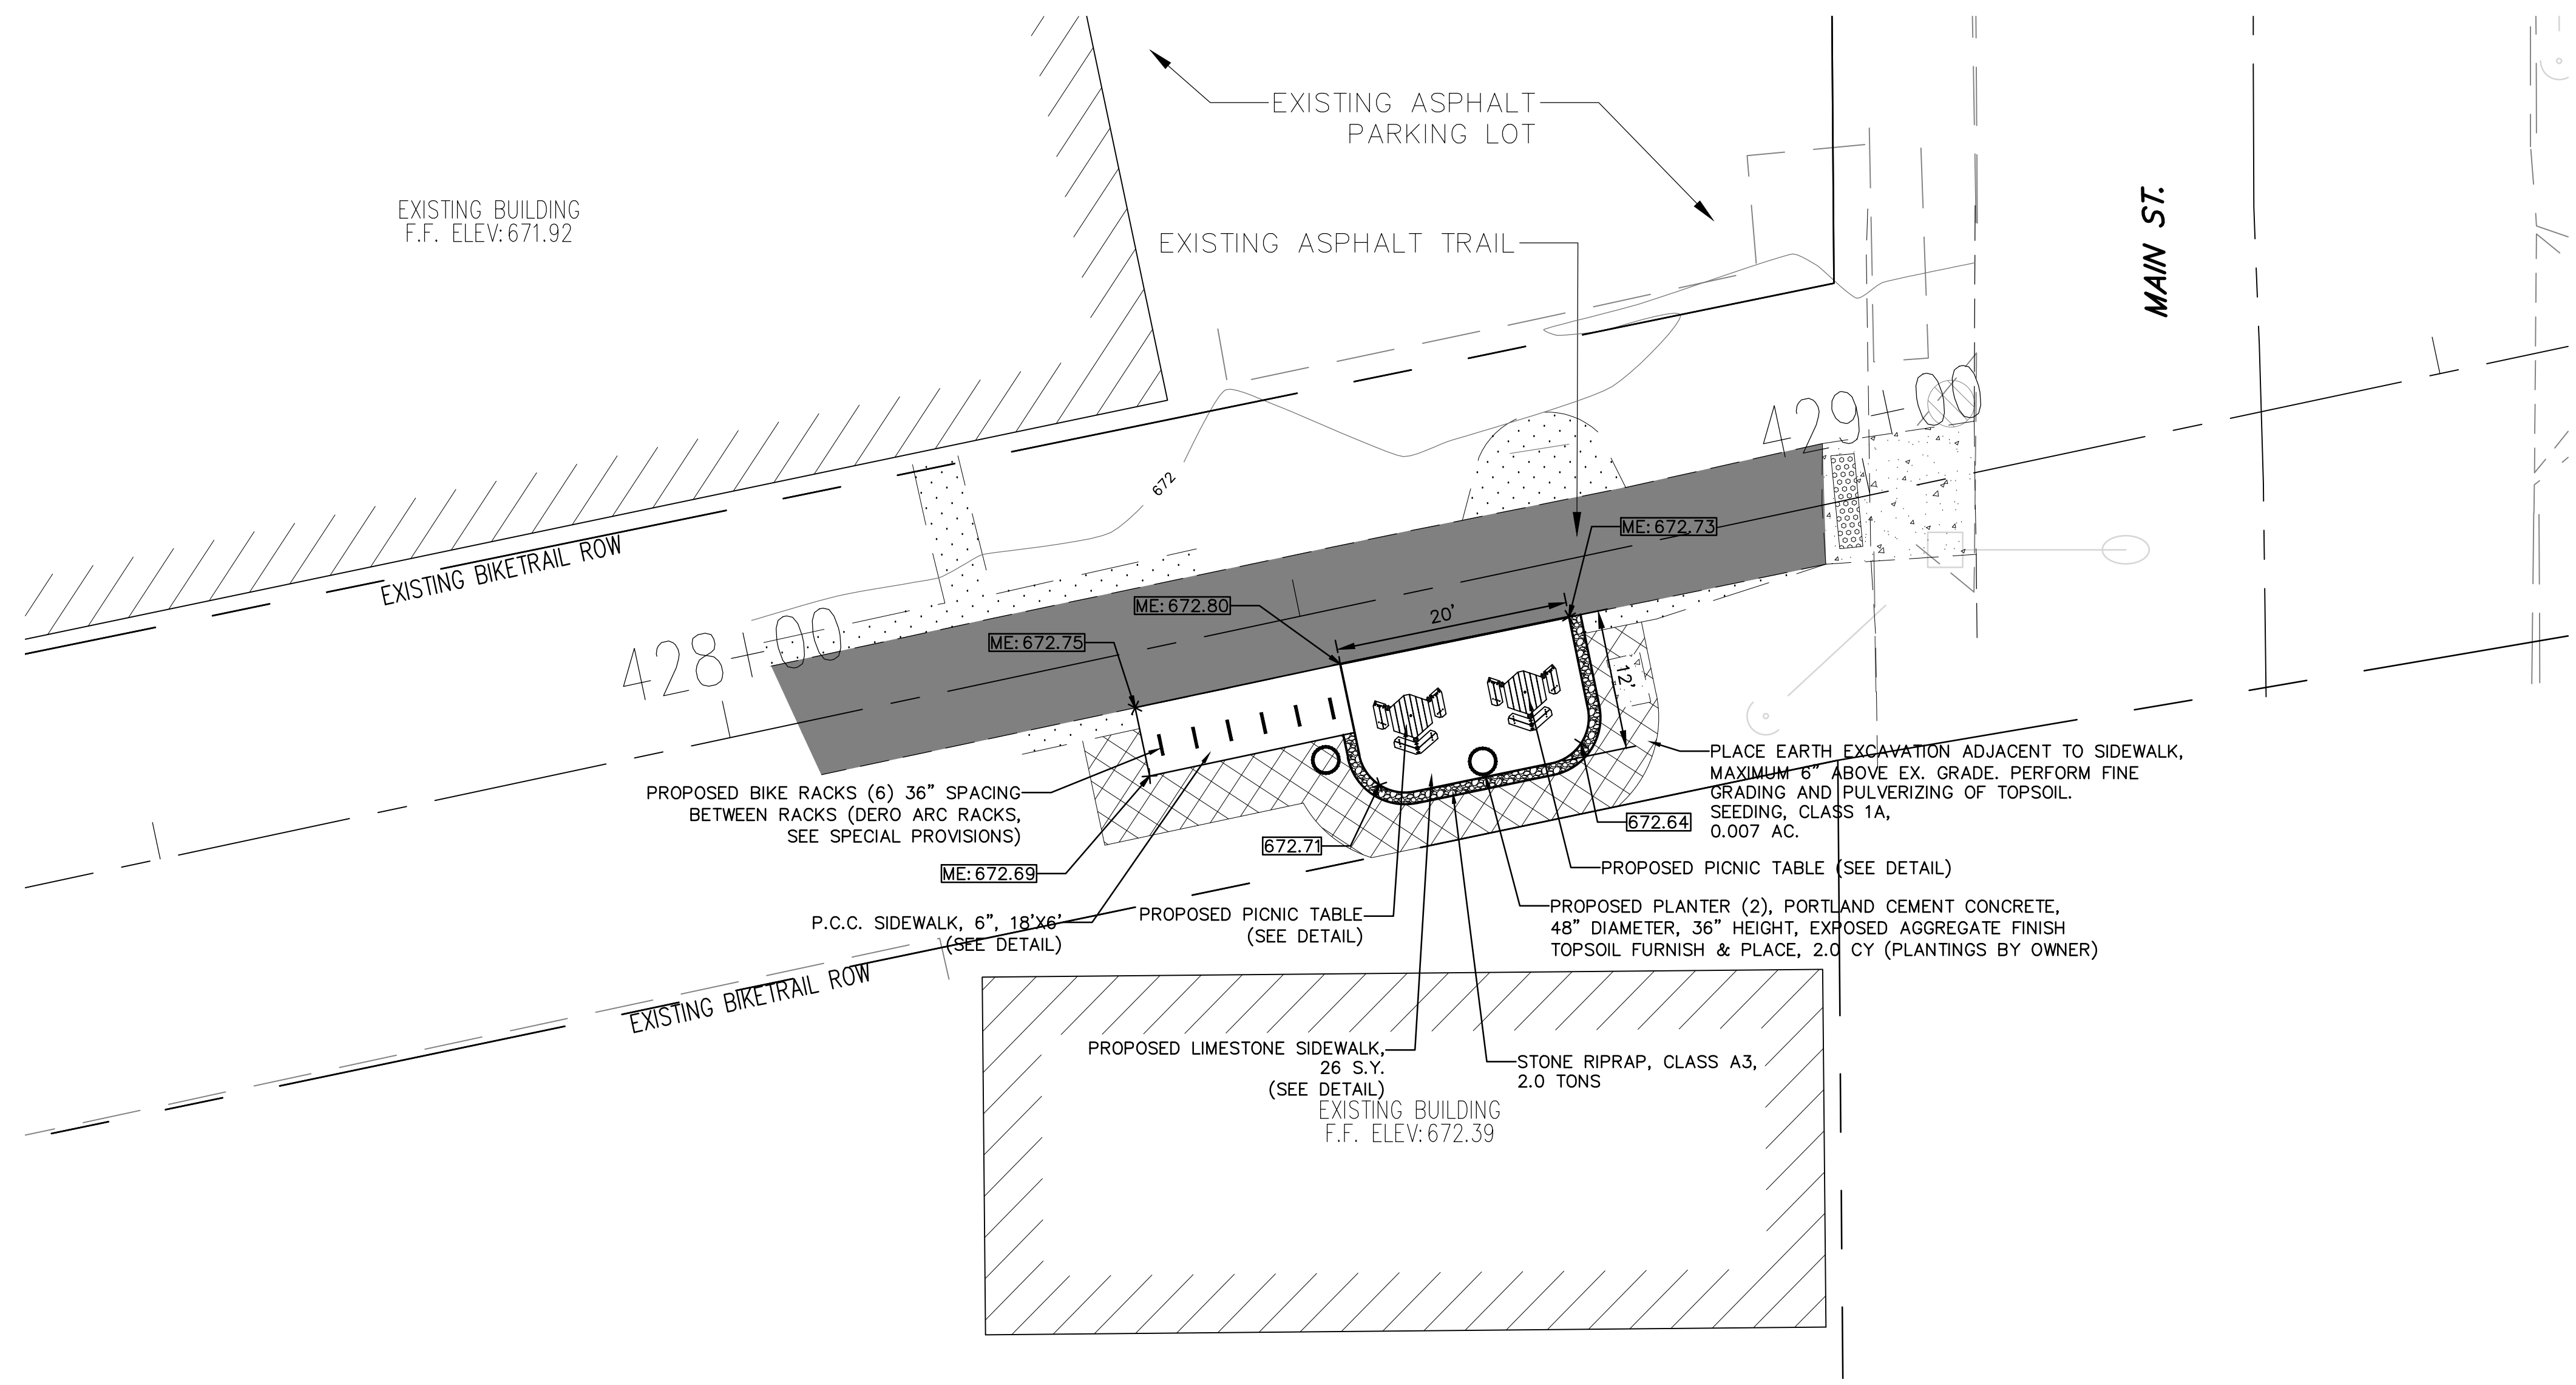 EXISTING ASPHALT
PARKING LOT
EXISTING BUILDING
F.F. ELEV:671.92
MAIN ST.
EXISTING ASPHALT TRAIL
429+00
672
ME:672.73
EXISTING BIKETRAIL ROW
ME:672.80
20'
428+00
ME:672.75
12'
PROPOSED BIKE RACKS (6) 36" SPACING
BETWEEN RACKS (DERO ARC RACKS,
SEE SPECIAL PROVISIONS)
PLACE EARTH EXCAVATION ADJACENT TO SIDEWALK,
MAXIMUM 6" ABOVE EX. GRADE. PERFORM FINE
GRADING AND PULVERIZING OF TOPSOIL.
SEEDING, CLASS 1A,
0.007 AC.
672.64
672.71
ME:672.69
PROPOSED PICNIC TABLE (SEE DETAIL)
P.C.C. SIDEWALK, 6", 18'X6'
(SEE DETAIL)
PROPOSED PICNIC TABLE
(SEE DETAIL)
PROPOSED PLANTER (2), PORTLAND CEMENT CONCRETE,
48" DIAMETER, 36" HEIGHT, EXPOSED AGGREGATE FINISH
TOPSOIL FURNISH & PLACE, 2.0 CY (PLANTINGS BY OWNER)
EXISTING BIKETRAIL ROW
PROPOSED LIMESTONE SIDEWALK,
26 S.Y.
(SEE DETAIL)
STONE RIPRAP, CLASS A3,
2.0 TONS
EXISTING BUILDING
F.F. ELEV:672.39